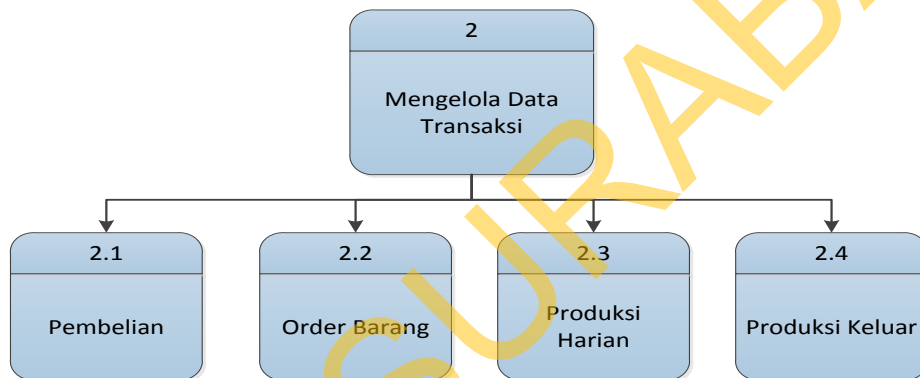 2
Mengelola Data
Transaksi
2.1
2.2
2.3
2.4
Pembelian
Order Barang
Produksi
Harian
Produksi Keluar
SURABA